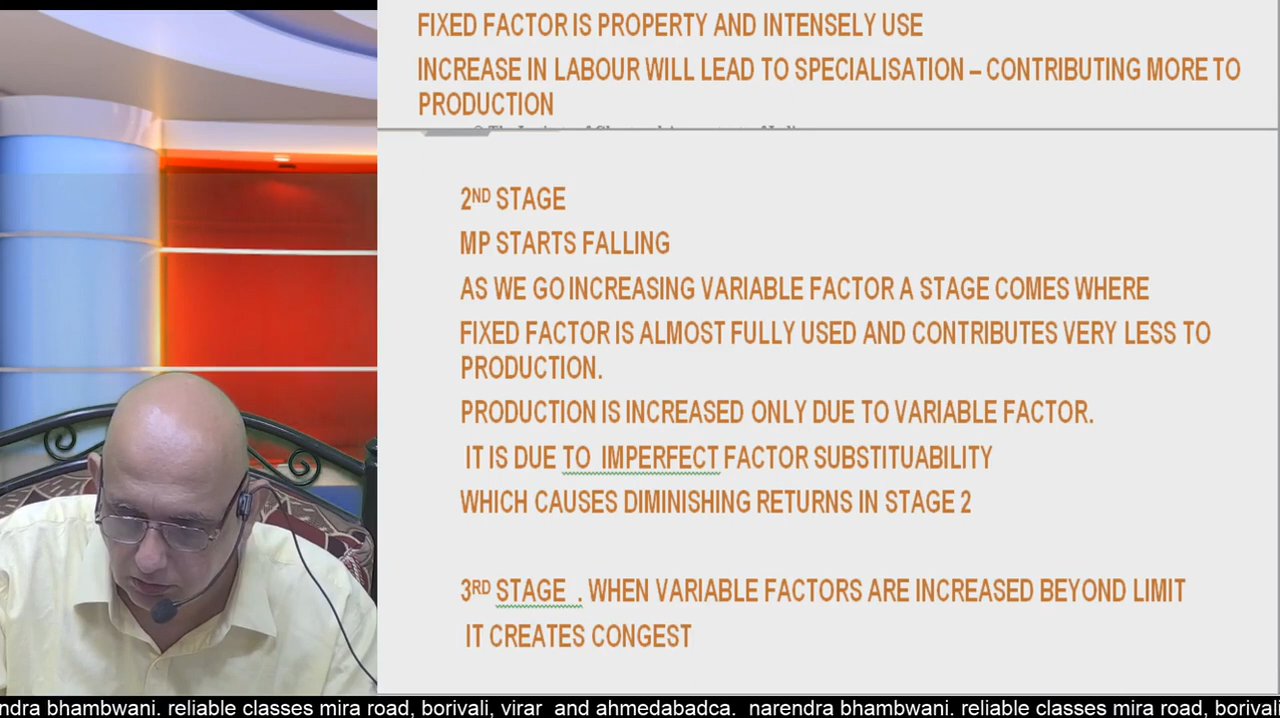 FIXED FACTOR IS PROPERTY AND INTENSELY USE
INCREASE IN LABOUR WILL LEAD TO SPECIALISATION – CONTRIBUTING MORE TO
PRODUCTION
2ND STAGE
MP STARTS FALLING
AS WE GO INCREASING VARIABLE FACTOR A STAGE COMES WHERE
FIXED FACTOR IS ALMOST FULLY USED AND CONTRIBUTES VERY LESS TO
PRODUCTION.
PRODUCTION IS INCREASED ONLY DUE TO VARIABLE FACTOR.
IT IS DUE TO IMPERFECT FACTOR SUBSTITUABILITY
WHICH CAUSES DIMINISHING RETURNS IN STAGE 2
3RD STAGE . WHEN VARIABLE FACTORS ARE INCREASED BEYOND LIMIT
IT CREATES CONGEST
ndra bhambwani. reliable classes mira road, borivali, virar and ahmedabadca. narendra bhambwani. reliable classes mira road, borival